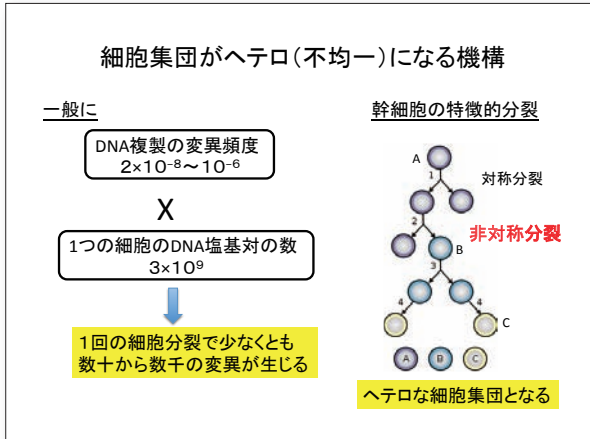 細胞集団がヘテロ(不均一)になる機構
一般に
DNA複製の変異頻度
2×10⁻⁸～10⁻⁶
X
1つの細胞のDNA塩基対の数
3×10⁹
1回の細胞分裂で少なくとも
数十から数千の変異が生じる
幹細胞の特徴的分裂
A
1
対称分裂
2
非対称分裂
B
3
4
4
C
A
B
C
ヘテロな細胞集団となる